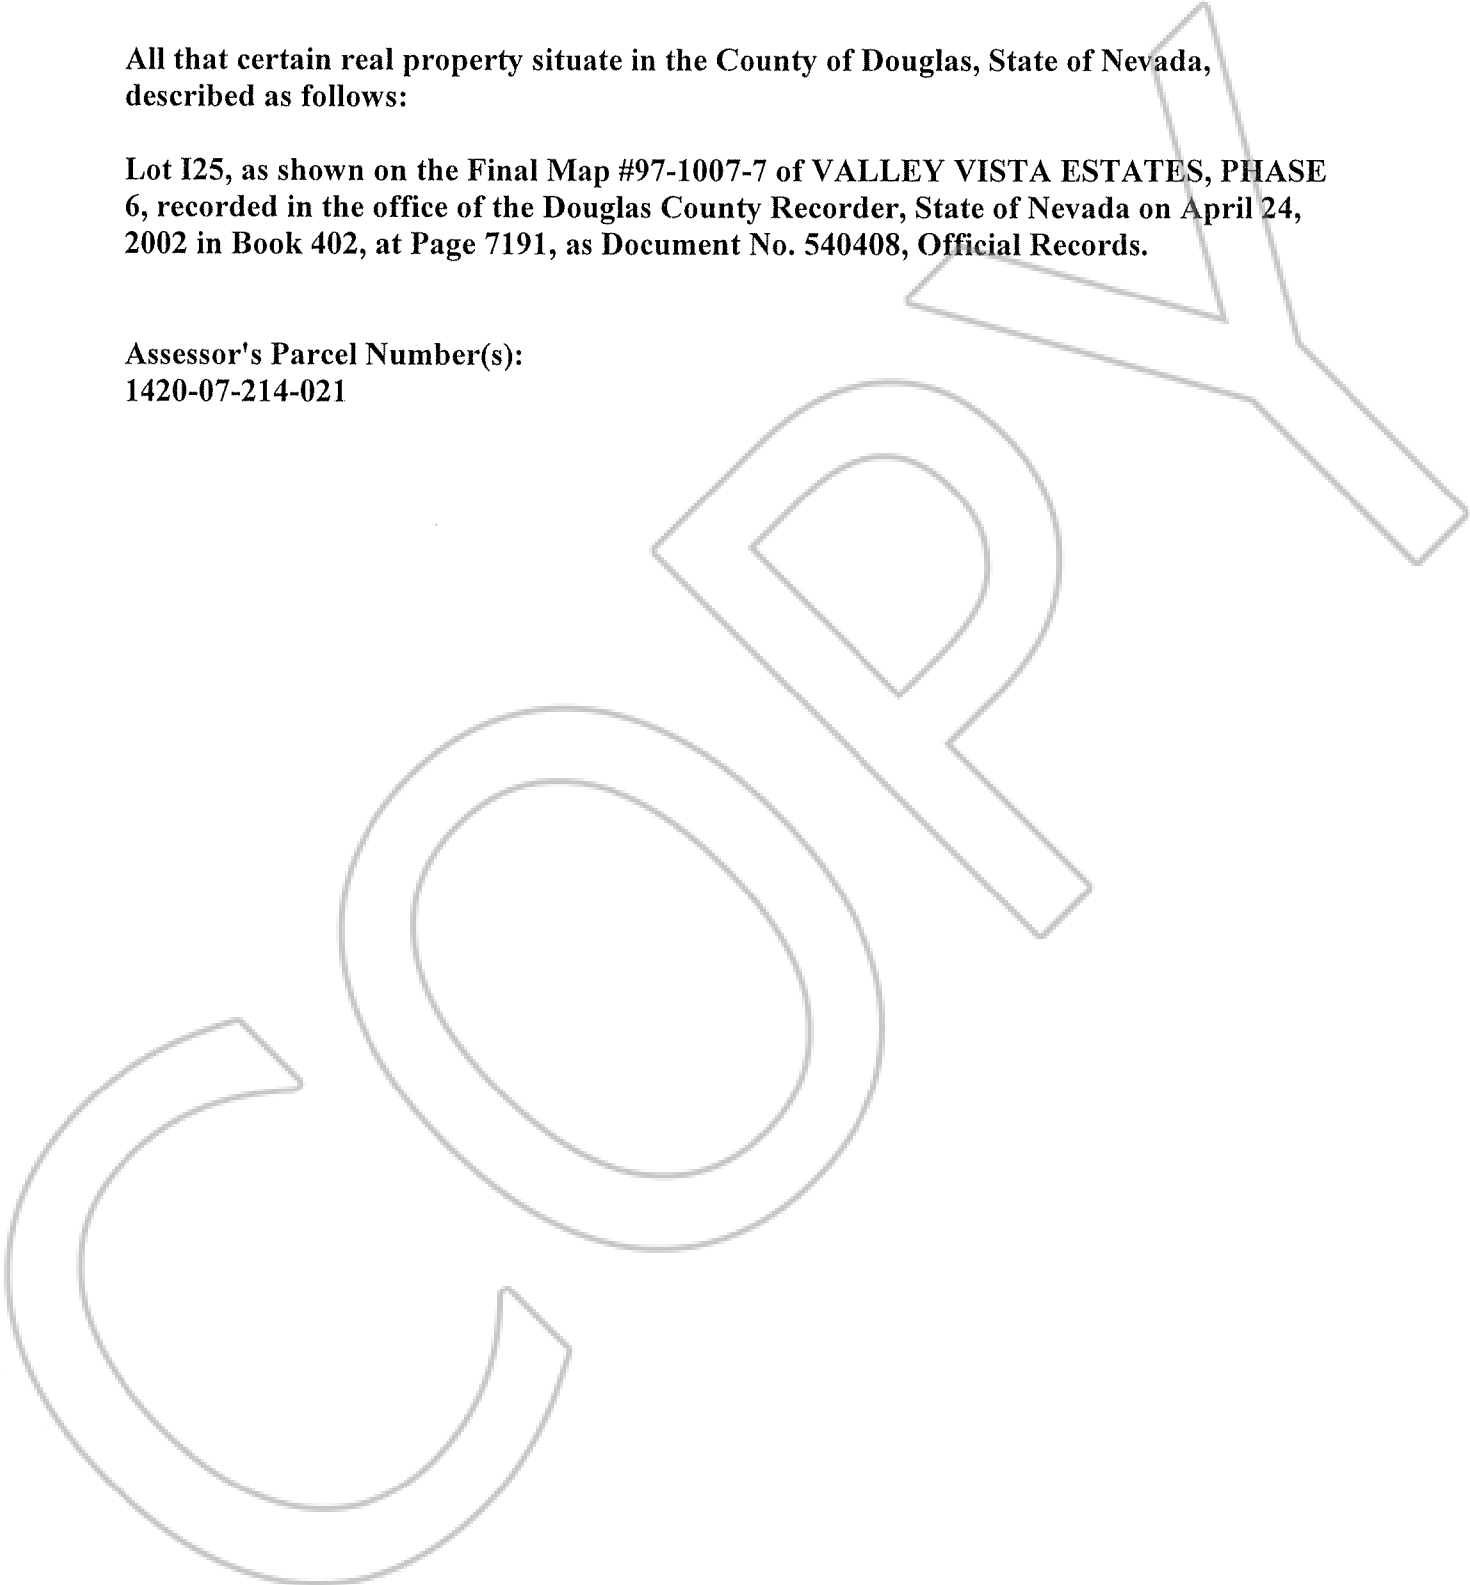 All that certain real property situate in the County of Douglas, State of Nevada,
described as follows:
Lot I25, as shown on the Final Map #97-1007-7 of VALLEY VISTA ESTATES, PHASE
6, recorded in the office of the Douglas County Recorder, State of Nevada on April 24,
2002 in Book 402, at Page 7191, as Document No. 540408, Official Records.
Assessor's Parcel Number(s):
1420-07-214-021
COPY